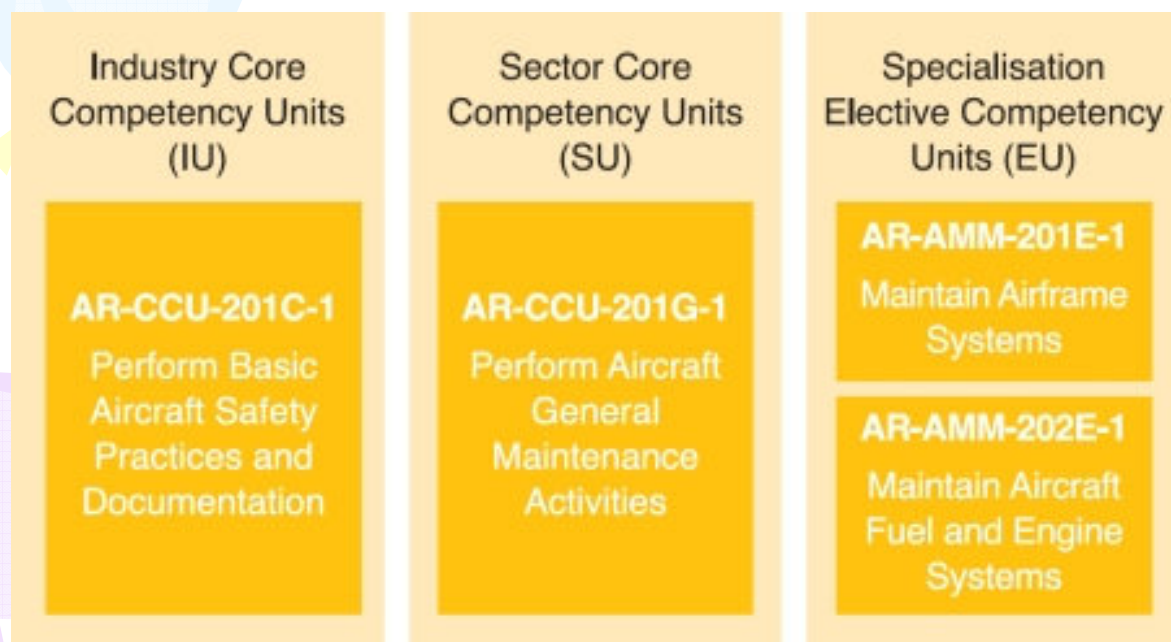 Industry Core
Competency Units
(IU)
AR-CCU-201C-1
Perform Basic
Aircraft Safety
Practices and
Documentation
Sector Core
Competency Units
(SU)
AR-CCU-201G-1
Perform Aircraft
General
Maintenance
Activities
Specialisation
Elective Competency
Units (EU)
AR-AMM-201E-1
Maintain Airframe
Systems
AR-AMM-202E-1
Maintain Aircraft
Fuel and Engine
Systems